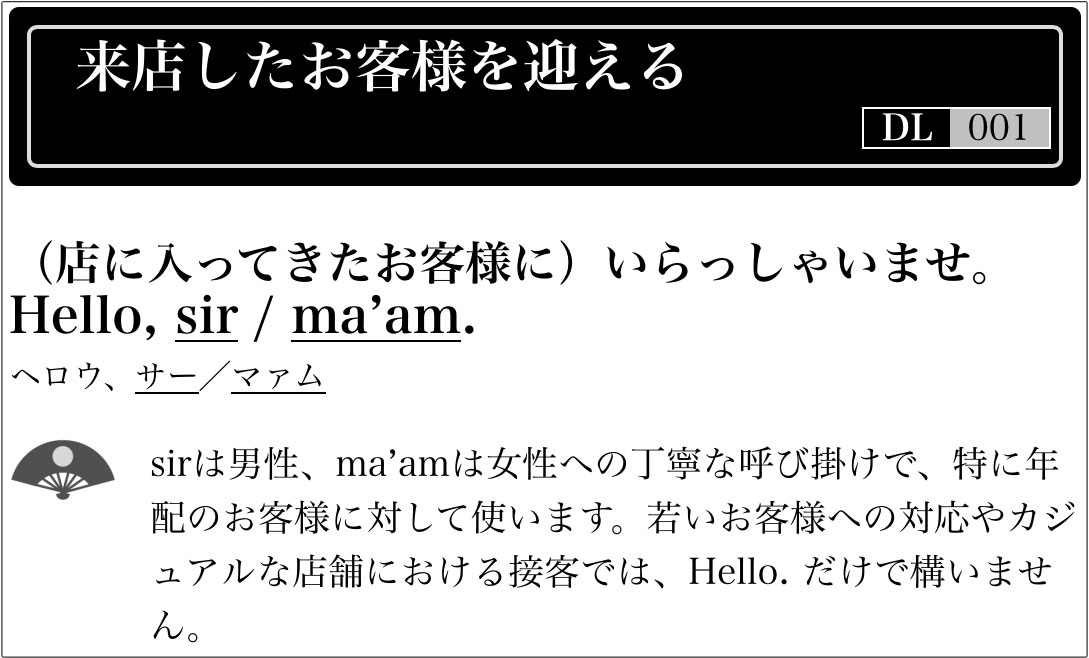 来店したお客様を迎える
DL 001
（店に入ってきたお客様に）いらっしゃいませ。
Hello, sir / ma’am.
ヘロウ、サー／マァム
sirは男性、ma’amは女性への丁寧な呼び掛けで、特に年
配のお客様に対して使います。若いお客様への対応やカジ
ュアルな店舗における接客では、Hello. だけで構いませ
ん。